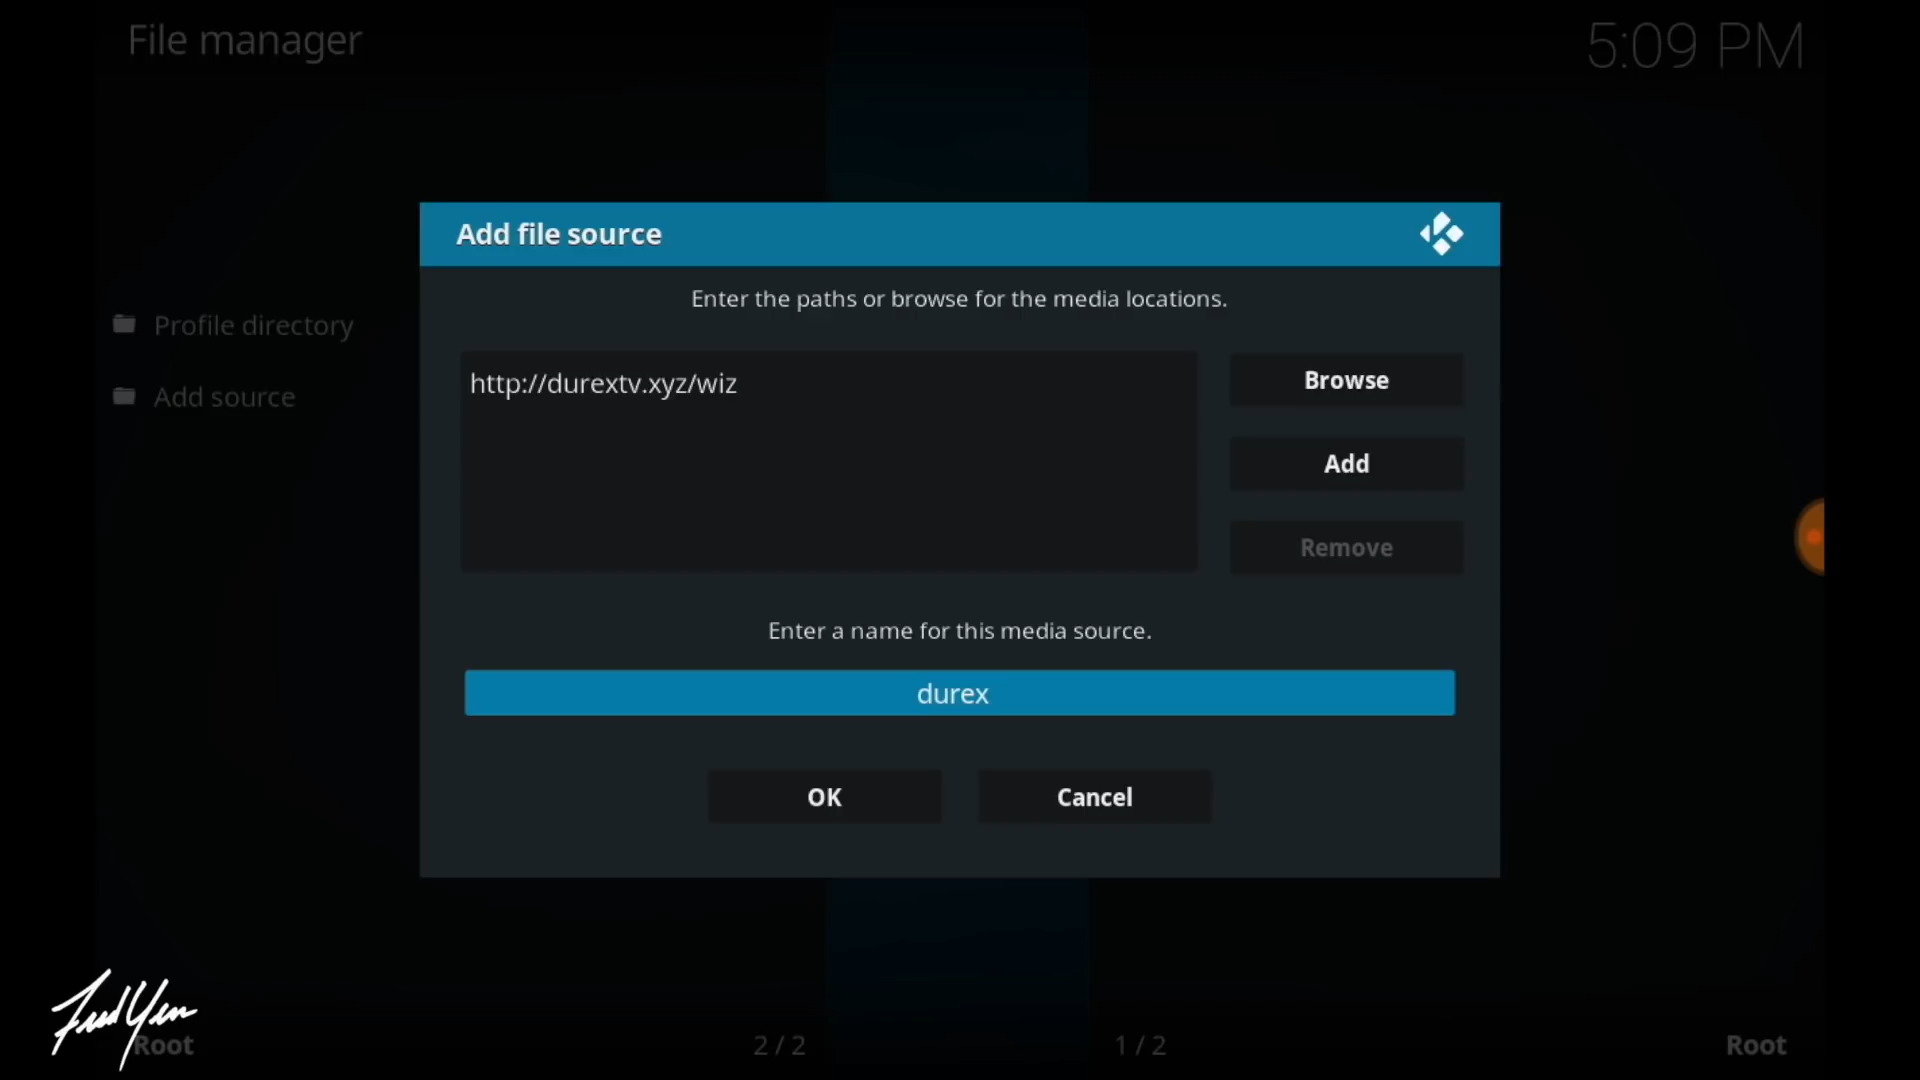 File manager
5:09 PM
Add file source
Enter the paths or browse for the media locations.
http://durextv.xyz/wiz
Browse
Add
Remove
Profile directory
Add source
Enter a name for this media source.
durex
OK
Cancel
Root
2 / 2
1 / 2
Root